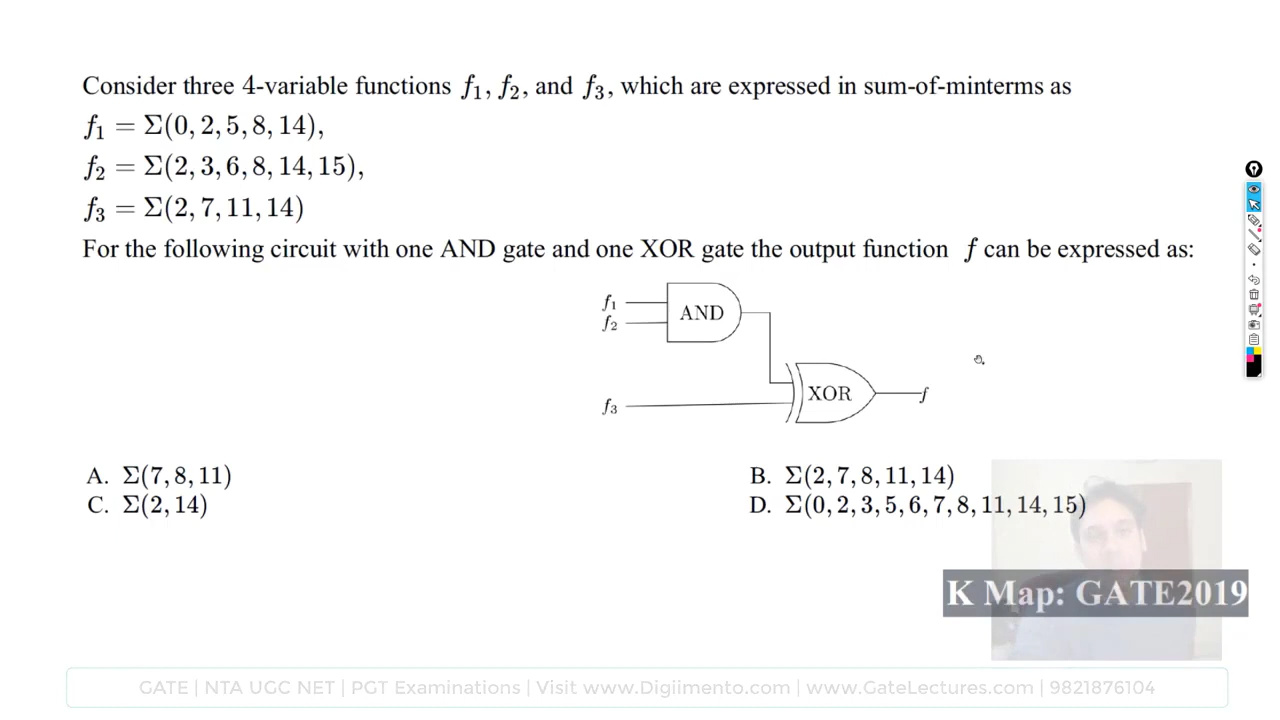 Consider three 4-variable functions f₁, f₂, and f₃, which are expressed in sum-of-minterms as
f₁ = Σ(0, 2, 5, 8, 14),
f₂ = Σ(2, 3, 6, 8, 14, 15),
f₃ = Σ(2, 7, 11, 14)
For the following circuit with one AND gate and one XOR gate the output function f can be expressed as:
f₁
f₂
AND
XOR
f
f₃
A. Σ(7, 8, 11)
B. Σ(2, 7, 8, 11, 14)
C. Σ(2, 14)
D. Σ(0, 2, 3, 5, 6, 7, 8, 11, 14, 15)
K Map: GATE2019
GATE | NTA UGC NET | PGT Examinations | Visit www.Digiimento.com | www.GateLectures.com | 9821876104